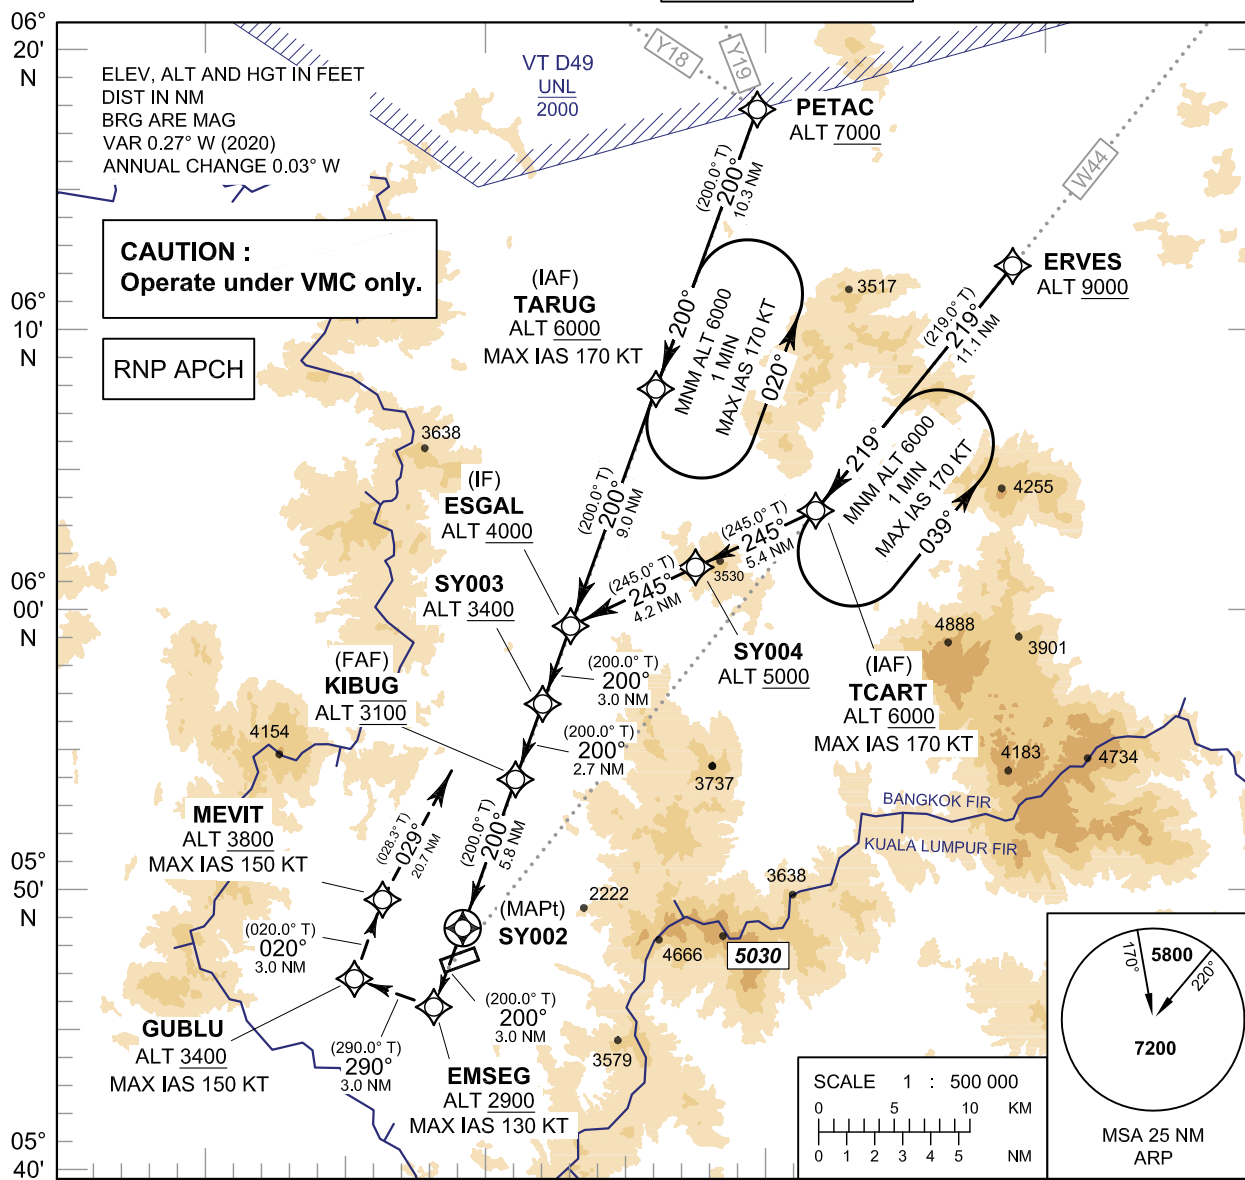 06°
20'
N
ELEV, ALT AND HGT IN FEET
DIST IN NM
BRG ARE MAG
VAR 0.27° W (2020)
ANNUAL CHANGE 0.03° W
VT D49
UNL
2000
Y18
Y19
PETAC
ALT 7000
W44
(200.0° T)
200°
10.3 NM
CAUTION :
Operate under VMC only.
RNP APCH
(IAF)
TARUG
ALT 6000
MAX IAS 170 KT
200°
MNM ALT 6000
1 MIN
MAX IAS 170 KT
020°
3517
ERVES
ALT 9000
(219.0° T)
219°
11.1 NM
06°
10'
N
3638
(IF)
ESGAL
ALT 4000
(200.0° T)
200°
9.0 NM
219°
MNM ALT 6000
1 MIN
MAX IAS 170 KT
039°
4255
(245.0° T)
245°
5.4 NM
3530
(245.0° T)
245°
4.2 NM
SY003
ALT 3400
06°
00'
N
SY004
ALT 5000
(IAF)
TCART
ALT 6000
MAX IAS 170 KT
4888
3901
(FAF)
KIBUG
ALT 3100
(200.0° T)
200°
3.0 NM
(200.0° T)
200°
2.7 NM
4154
3737
4183
4734
BANGKOK FIR
KUALA LUMPUR FIR
MEVIT
ALT 3800
MAX IAS 150 KT
(028.3° T)
029°
20.7 NM
(200.0° T)
200°
5.8 NM
05°
50'
N
3638
2222
(MAPt)
SY002
4666
5030
(020.0° T)
020°
3.0 NM
(200.0° T)
200°
3.0 NM
GUBLU
ALT 3400
MAX IAS 150 KT
(290.0° T)
290°
3.0 NM
3579
EMSEG
ALT 2900
MAX IAS 130 KT
05°
40'
N
SCALE 1 : 500 000
0 5 10 KM
0 1 2 3 4 5 NM
170°
5800
220°
7200
MSA 25 NM
ARP